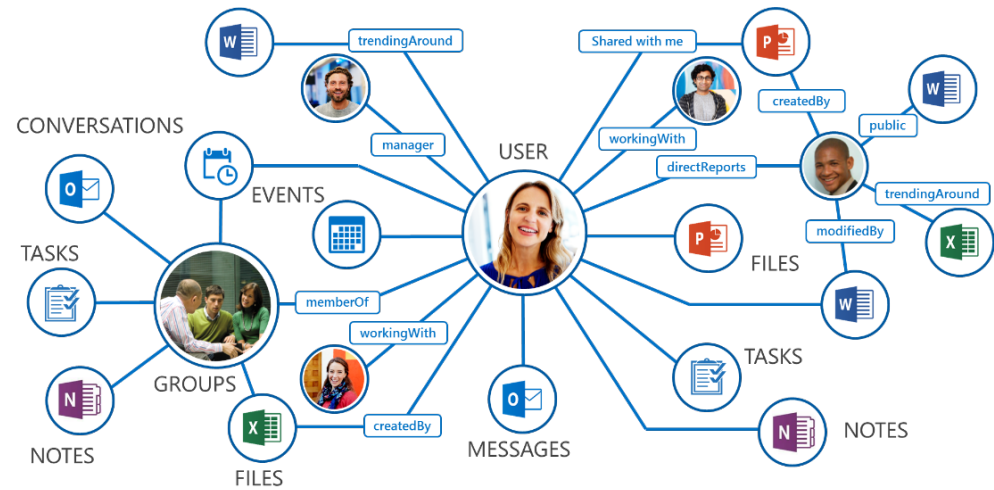 W
trendingAround
Shared with me
P
createdBy
W
public
CONVERSATIONS
manager
USER
workingWith
directReports
O
EVENTS
trendingAround
modifiedBy
X
TASKS
P
FILES
memberOf
W
workingWith
TASKS
GROUPS
N
O
createdBy
X
NOTES
FILES
MESSAGES
N
NOTES